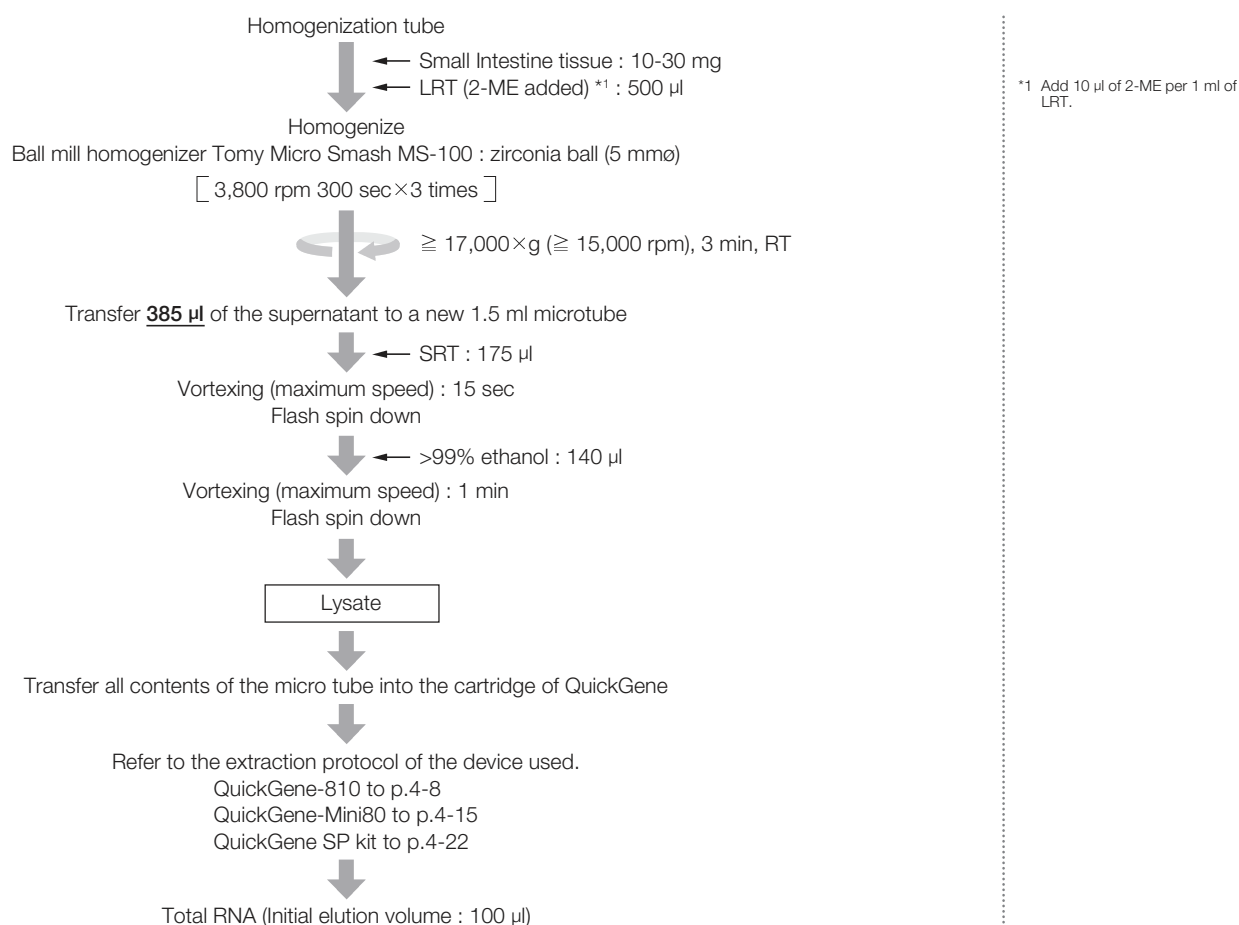 Homogenization tube
Small Intestine tissue : 10-30 mg
LRT (2-ME added) *1 : 500 µl
*1 Add 10 µl of 2-ME per 1 ml of
LRT.
Homogenize
Ball mill homogenizer Tomy Micro Smash MS-100 : zirconia ball (5 mmø)
[ 3,800 rpm 300 sec×3 times ]
≧ 17,000×g (≧ 15,000 rpm), 3 min, RT
Transfer 385 µl of the supernatant to a new 1.5 ml microtube
SRT : 175 µl
Vortexing (maximum speed) : 15 sec
Flash spin down
>99% ethanol : 140 µl
Vortexing (maximum speed) : 1 min
Flash spin down
Lysate
Transfer all contents of the micro tube into the cartridge of QuickGene
Refer to the extraction protocol of the device used.
QuickGene-810 to p.4-8
QuickGene-Mini80 to p.4-15
QuickGene SP kit to p.4-22
Total RNA (Initial elution volume : 100 µl)